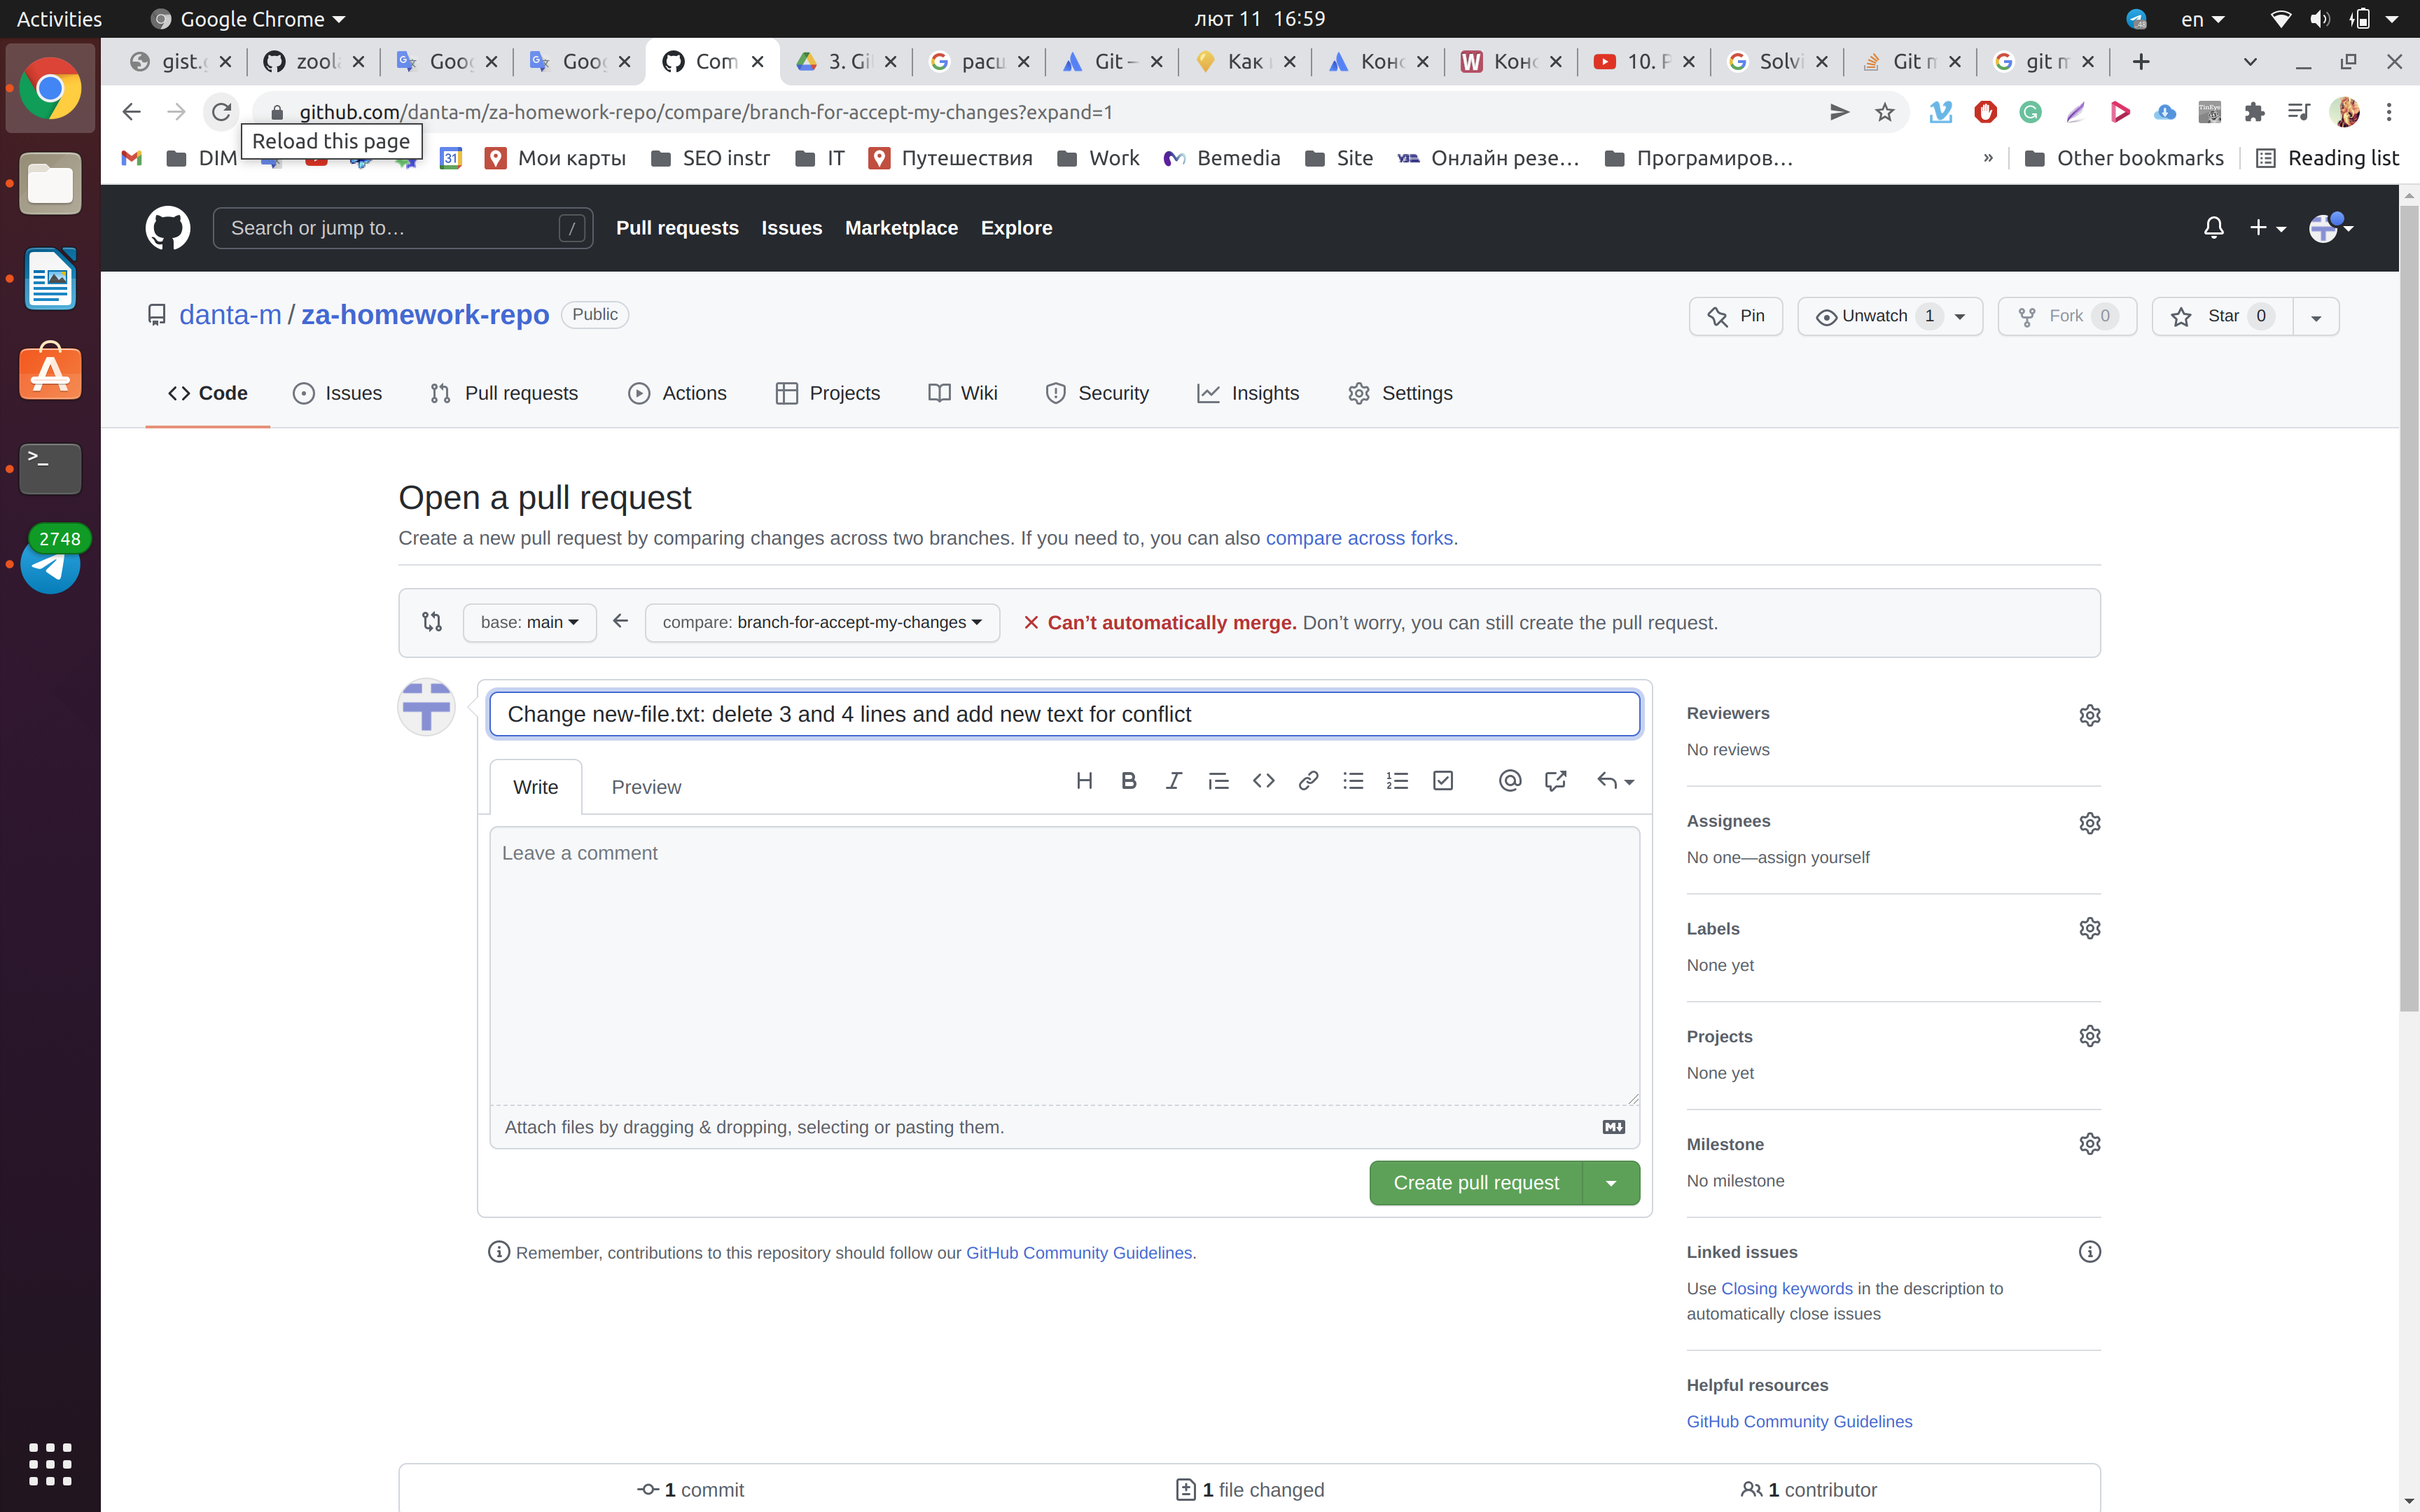 Activities
Google Chrome
лют 11 16:59
en
gist.
zool
Goo
Goo
Com
3. Gi
расш
Git –
Как
Кон
Кон
10. P
Solvi
Git m
git m
github.com/danta-m/za-homework-repo/compare/branch-for-accept-my-changes?expand=1
Reload this page
DIM
31
Мои карты
SEO instr
IT
Путешествия
Work
Bemedia
Site
Онлайн резе…
Програмиров…
»
Other bookmarks
Reading list
Search or jump to…
/
Pull requests
Issues
Marketplace
Explore
danta-m / za-homework-repo
Public
Pin
Unwatch 1
Fork 0
Star 0
Code
Issues
Pull requests
Actions
Projects
Wiki
Security
Insights
Settings
2748
Open a pull request
Create a new pull request by comparing changes across two branches. If you need to, you can also compare across forks.
base: main
compare: branch-for-accept-my-changes
Can’t automatically merge. Don’t worry, you can still create the pull request.
Change new-file.txt: delete 3 and 4 lines and add new text for conflict
Write
Preview
Leave a comment
Attach files by dragging & dropping, selecting or pasting them.
Create pull request
Remember, contributions to this repository should follow our GitHub Community Guidelines.
Reviewers
No reviews
Assignees
No one—assign yourself
Labels
None yet
Projects
None yet
Milestone
No milestone
Linked issues
Use Closing keywords in the description to
automatically close issues
Helpful resources
GitHub Community Guidelines
1 commit
1 file changed
1 contributor